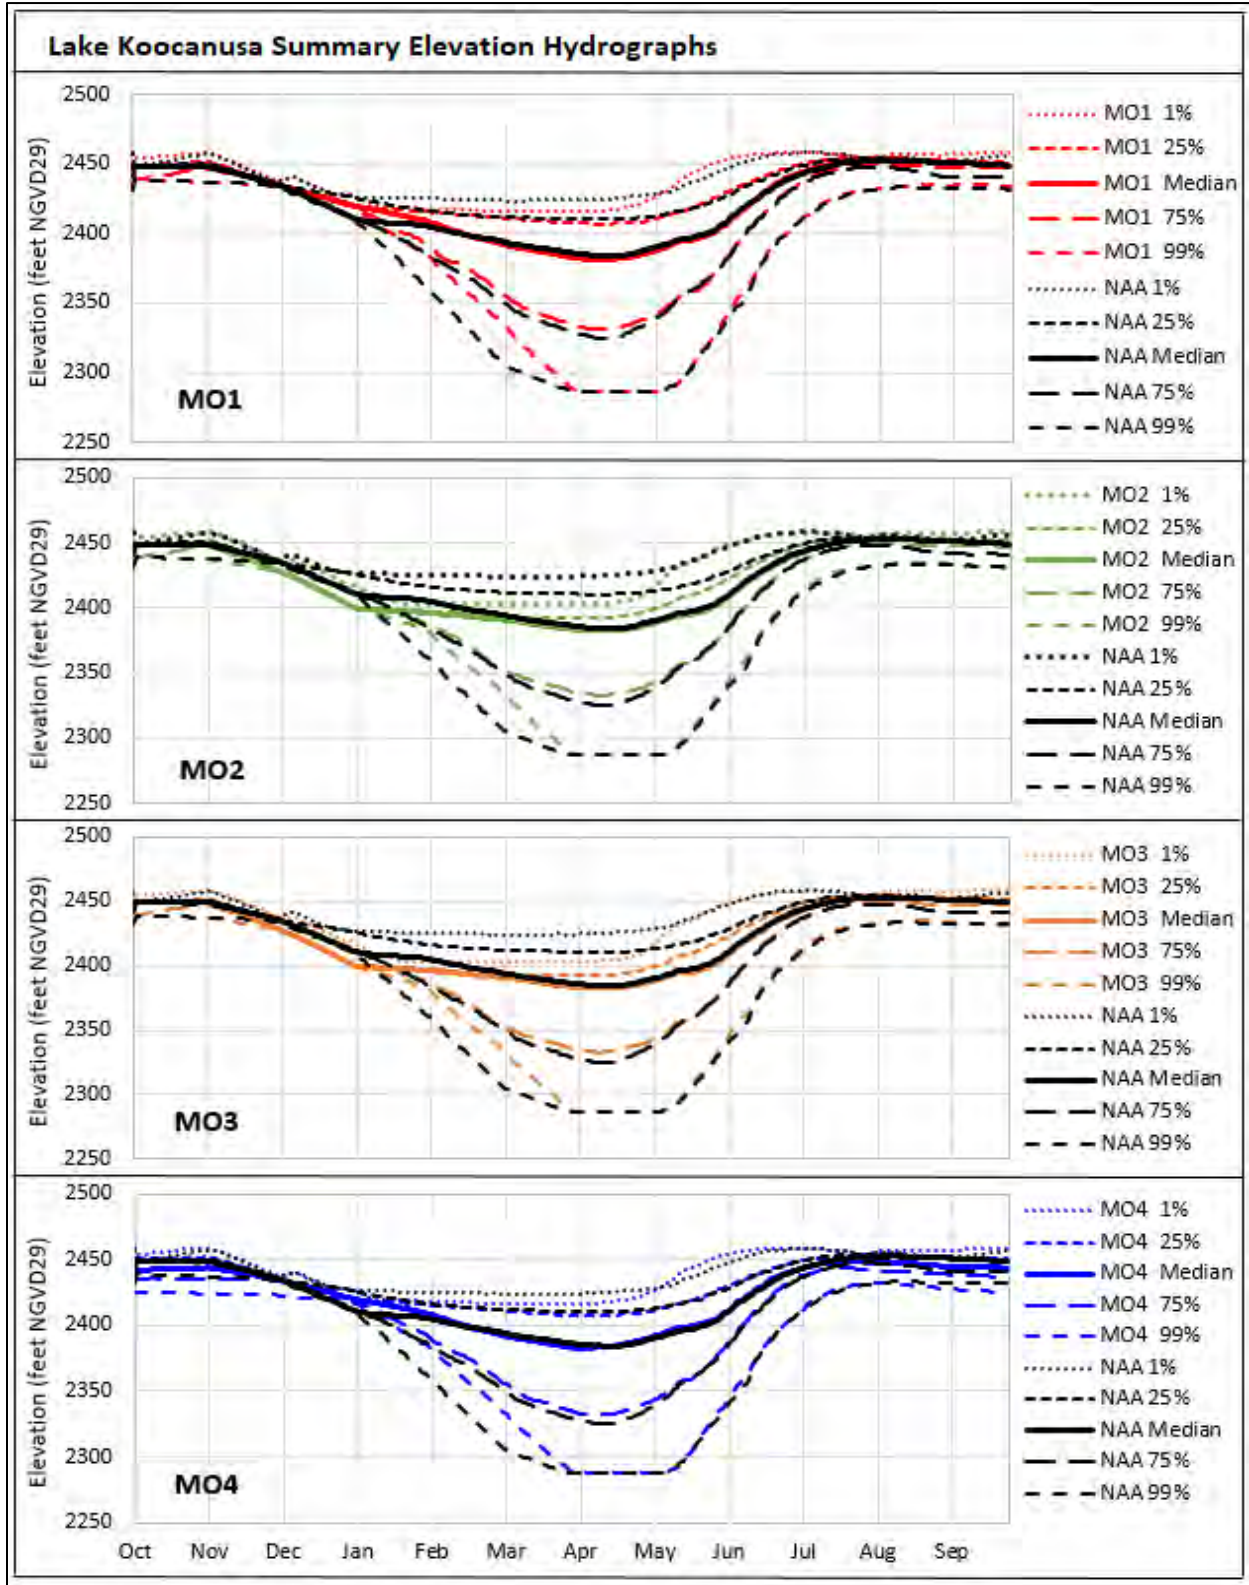 Lake Koocanusa Summary Elevation Hydrographs
Elevation (feet NGVD29)
2500
2450
2400
2350
2300
2250
MO1
MO1 1%
MO1 25%
MO1 Median
MO1 75%
MO1 99%
NAA 1%
NAA 25%
NAA Median
NAA 75%
NAA 99%
Elevation (feet NGVD29)
2500
2450
2400
2350
2300
2250
MO2
MO2 1%
MO2 25%
MO2 Median
MO2 75%
MO2 99%
NAA 1%
NAA 25%
NAA Median
NAA 75%
NAA 99%
Elevation (feet NGVD29)
2500
2450
2400
2350
2300
2250
MO3
MO3 1%
MO3 25%
MO3 Median
MO3 75%
MO3 99%
NAA 1%
NAA 25%
NAA Median
NAA 75%
NAA 99%
Elevation (feet NGVD29)
2500
2450
2400
2350
2300
2250
MO4
MO4 1%
MO4 25%
MO4 Median
MO4 75%
MO4 99%
NAA 1%
NAA 25%
NAA Median
NAA 75%
NAA 99%
Oct Nov Dec Jan Feb Mar Apr May Jun Jul Aug Sep